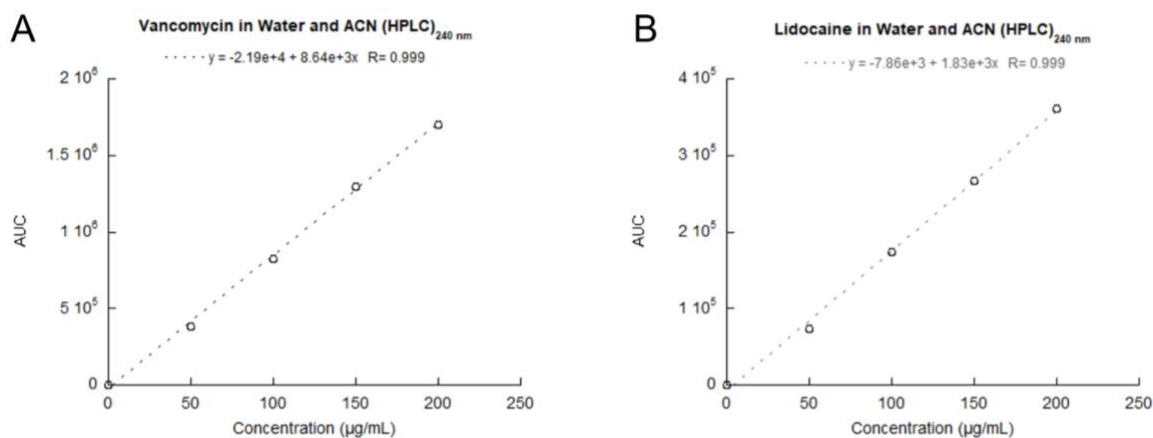 A
Vancomycin in Water and ACN (HPLC)240 nm
y = -2.19e+4 + 8.64e+3x R= 0.999
2 10^6
1.5 10^6
1 10^6
5 10^5
0
AUC
0 50 100 150 200 250
Concentration (µg/mL)
B
Lidocaine in Water and ACN (HPLC)240 nm
y = -7.86e+3 + 1.83e+3x R= 0.999
4 10^5
3 10^5
2 10^5
1 10^5
0
AUC
0 50 100 150 200 250
Concentration (µg/mL)